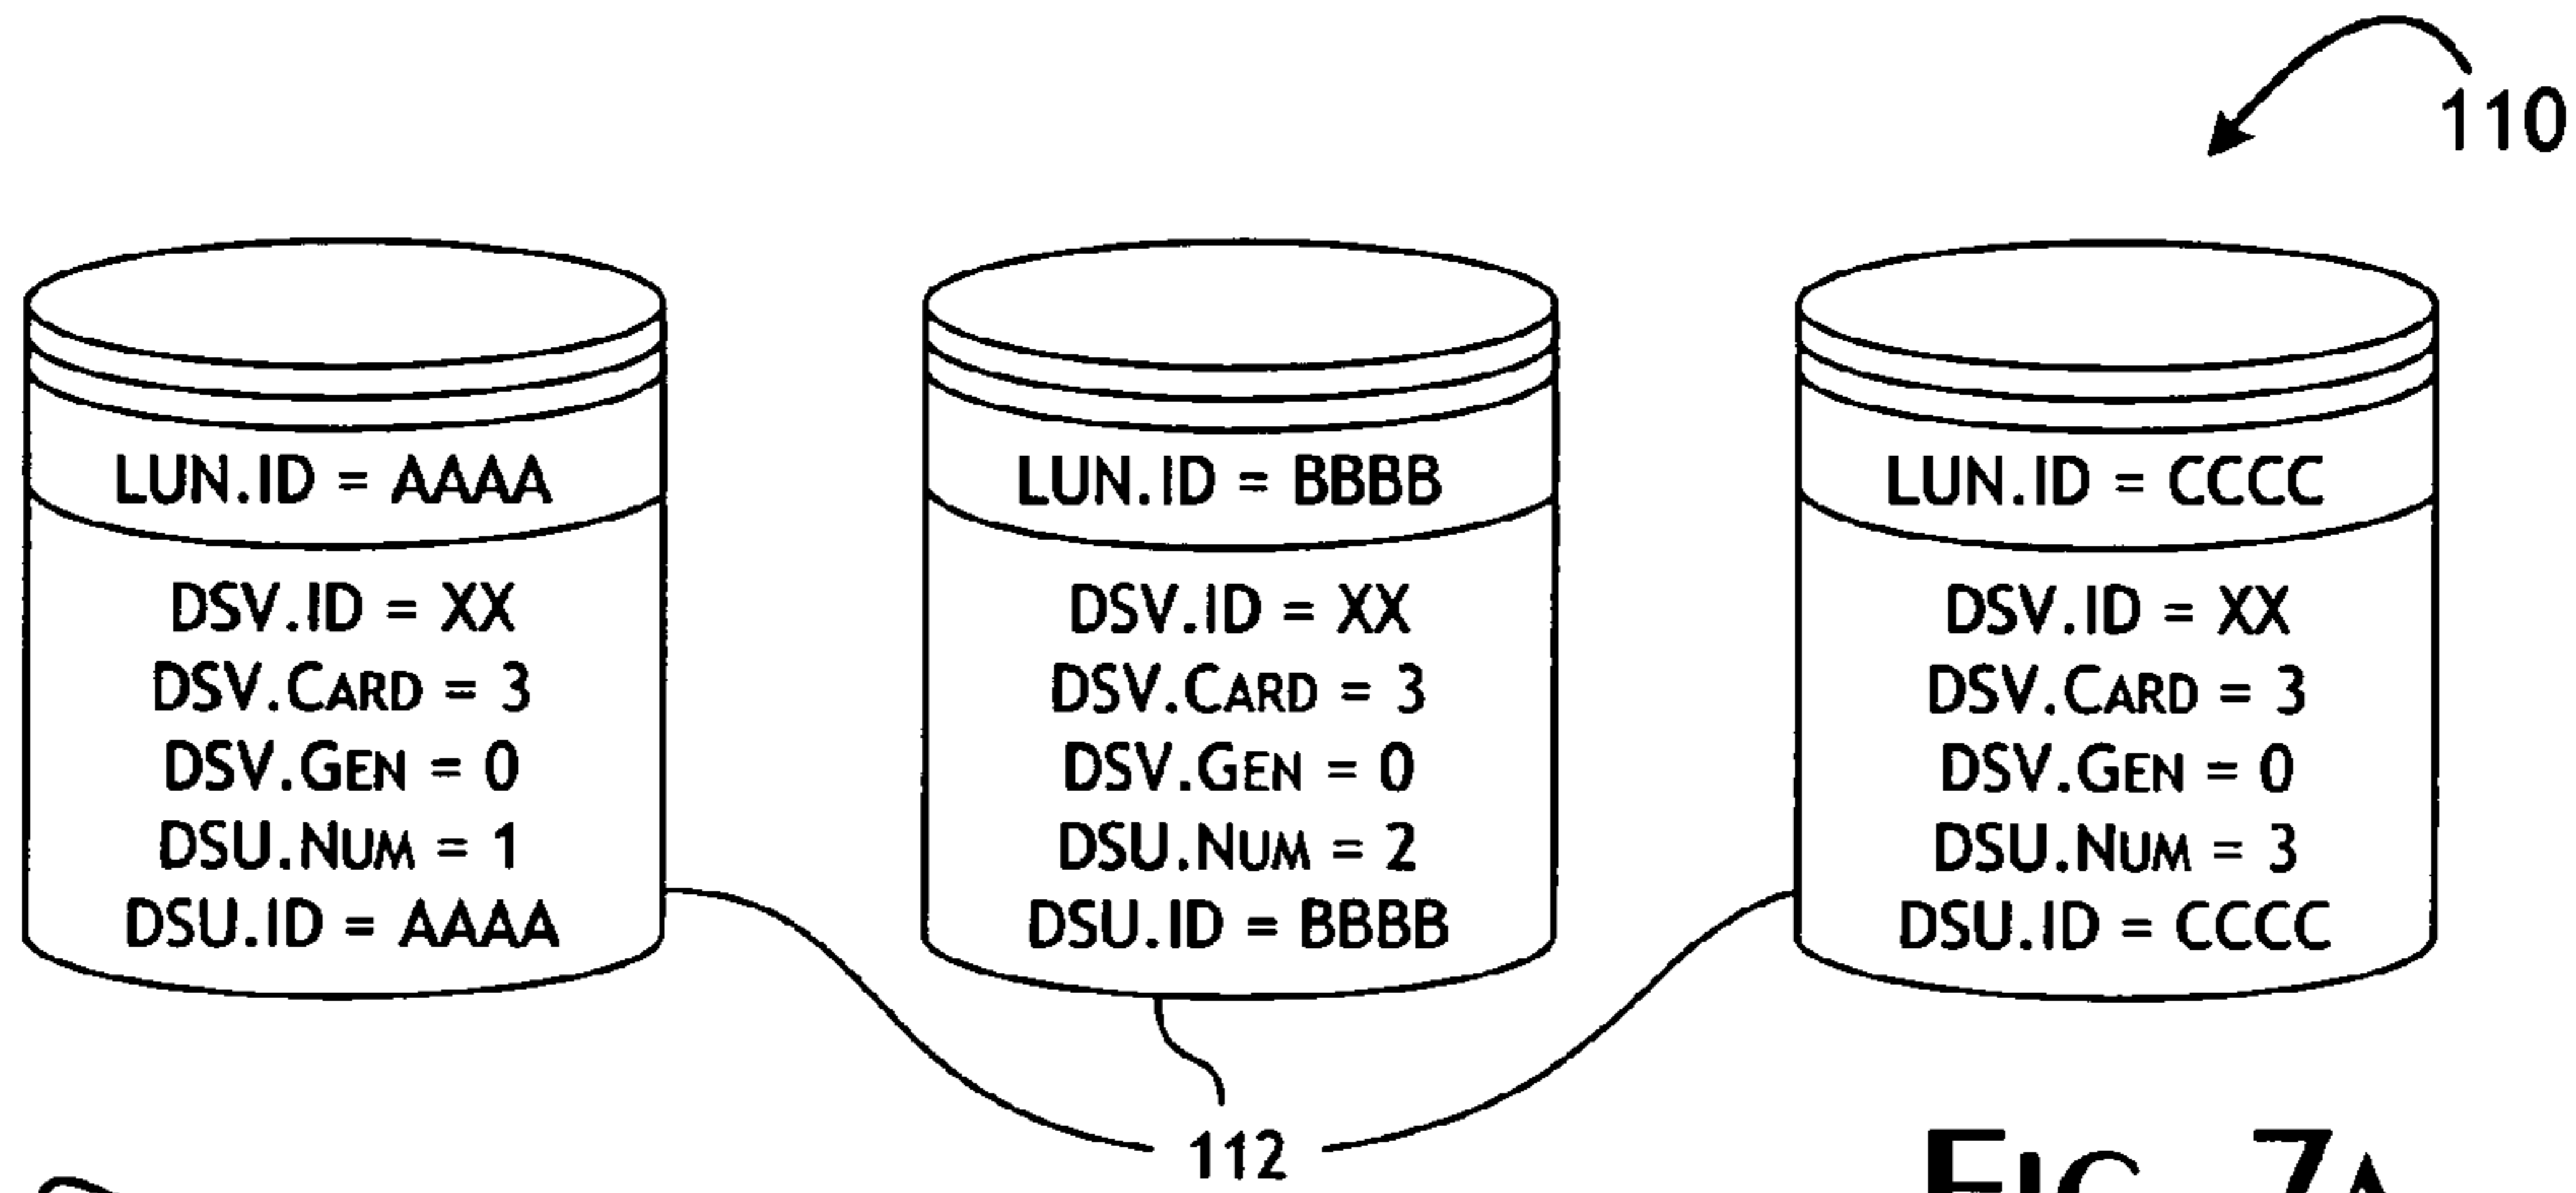 110
LUN.ID = AAAA
DSV.ID = XX
DSV.CARD = 3
DSV.GEN = 0
DSU.NUM = 1
DSU.ID = AAAA
LUN.ID = BBBB
DSV.ID = XX
DSV.CARD = 3
DSV.GEN = 0
DSU.NUM = 2
DSU.ID = BBBB
LUN.ID = CCCC
DSV.ID = XX
DSV.CARD = 3
DSV.GEN = 0
DSU.NUM = 3
DSU.ID = CCCC
112
FIG. 7A